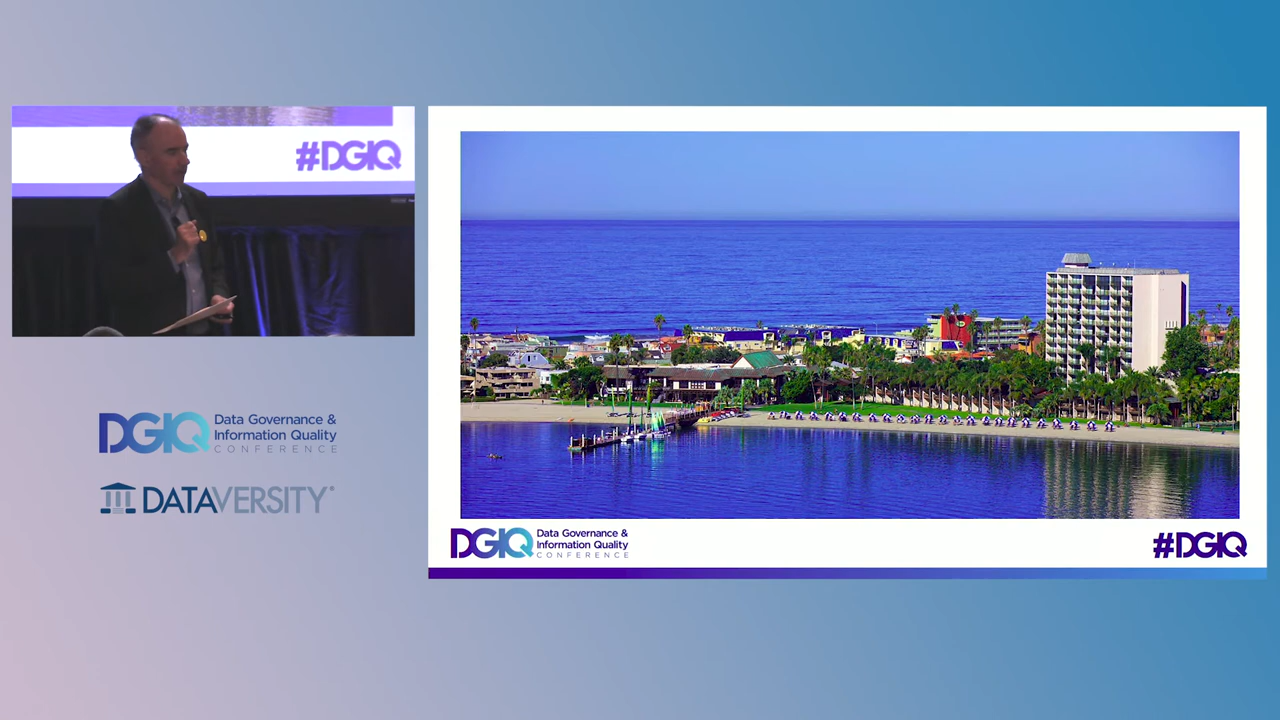 #DGIQ
DGIQ Data Governance &
Information Quality
CONFERENCE
DATAVERSITY
DGIQ Data Governance &
Information Quality
CONFERENCE
#DGIQ